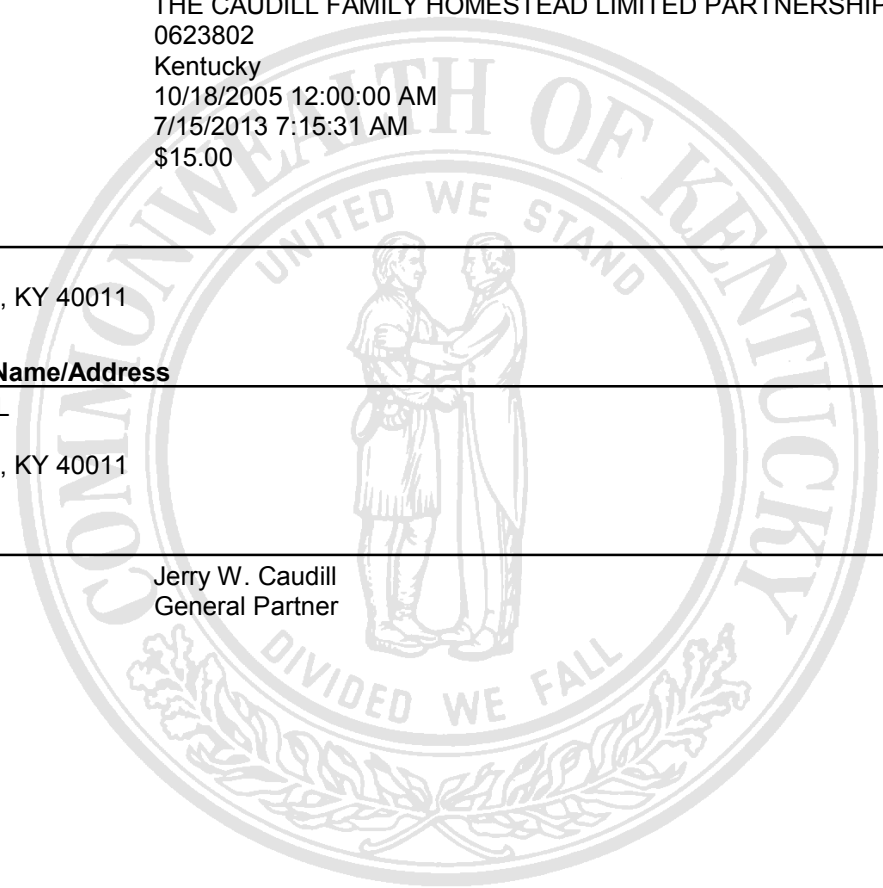 THE CAUDILL FAMILY HOMESTEAD LIMITED PARTNERSHIP
0623802
Kentucky
10/18/2005 12:00:00 AM
7/15/2013 7:15:31 AM
$15.00
, KY 40011
Name/Address
, KY 40011
Jerry W. Caudill
General Partner
COMMONWEALTH OF KENTUCKY
UNITED WE STAND
DIVIDED WE FALL